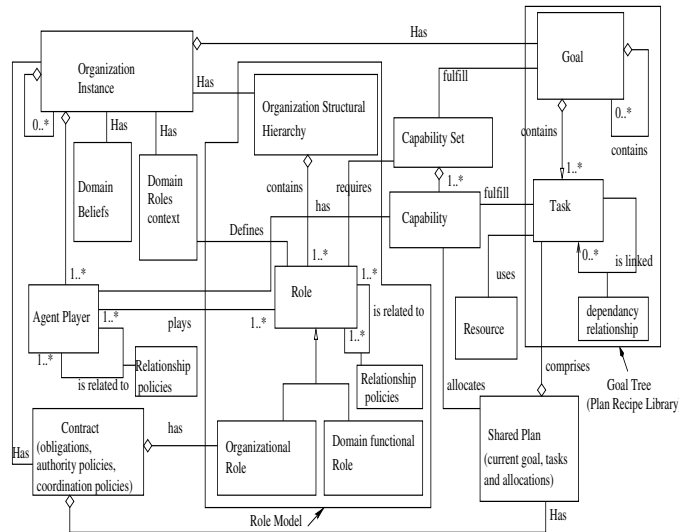 Has
Goal
Organization
Instance
Has
fulfill
Organization Structural
Hierarchy
0..*
Has
Has
Capability Set
contains
0..*
contains
Domain
Beliefs
Domain
Roles
context
contains
requires
1..*
1..*
fulfill
has
Capability
Task
Defines
1..*
1..*
Role
1..*
0..*
is linked
uses
Agent Player
1..*
plays
1..*
is related to
1..*
Resource
dependancy
relationship
1..*
is related to
Relationship
policies
Relationship
policies
allocates
comprises
Goal Tree
(Plan Recipe Library)
Contract
(obligations,
authority policies,
coordination policies)
has
Has
Organizational
Role
Domain functional
Role
Shared Plan
(current goal, tasks
and allocations)
Role Model
Has